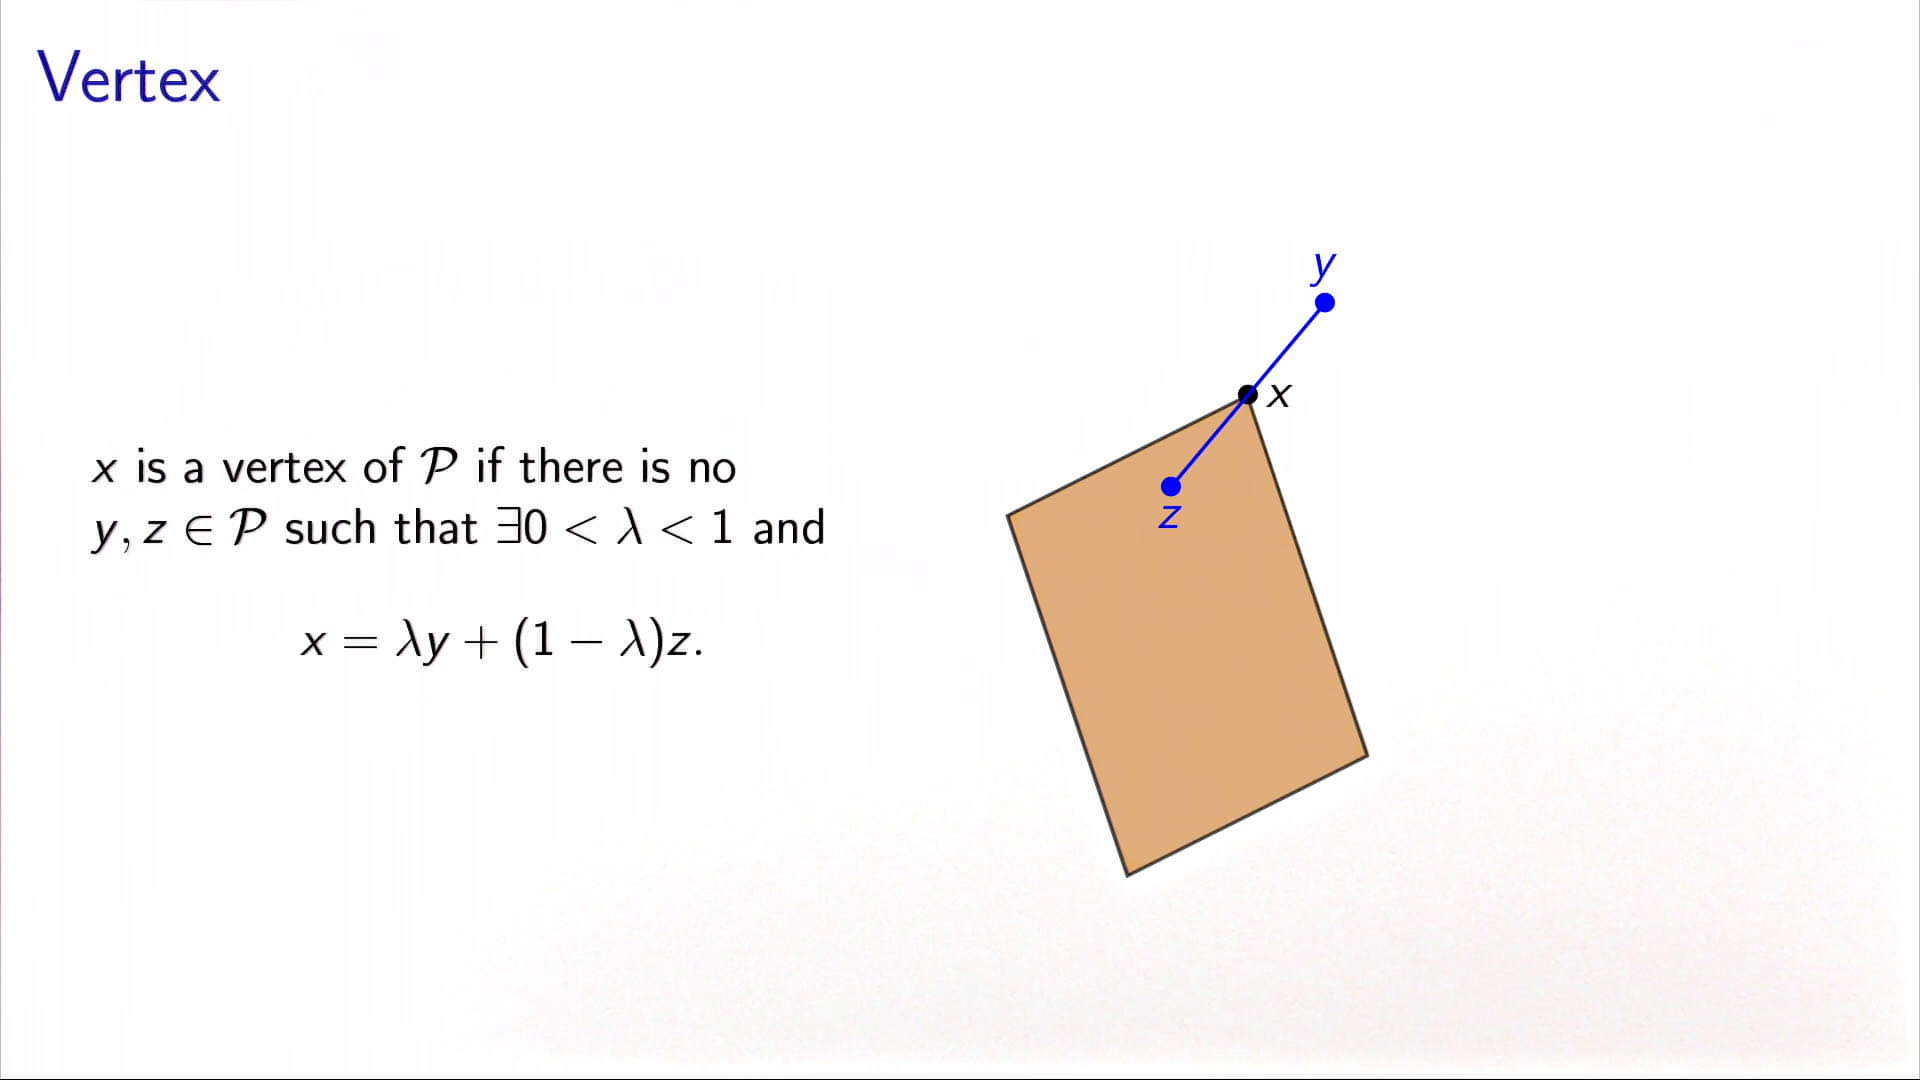 Vertex
x is a vertex of 𝒫 if there is no
y, z ∈ 𝒫 such that ∃0 < λ < 1 and
x = λy + (1 − λ)z.
y
x
z